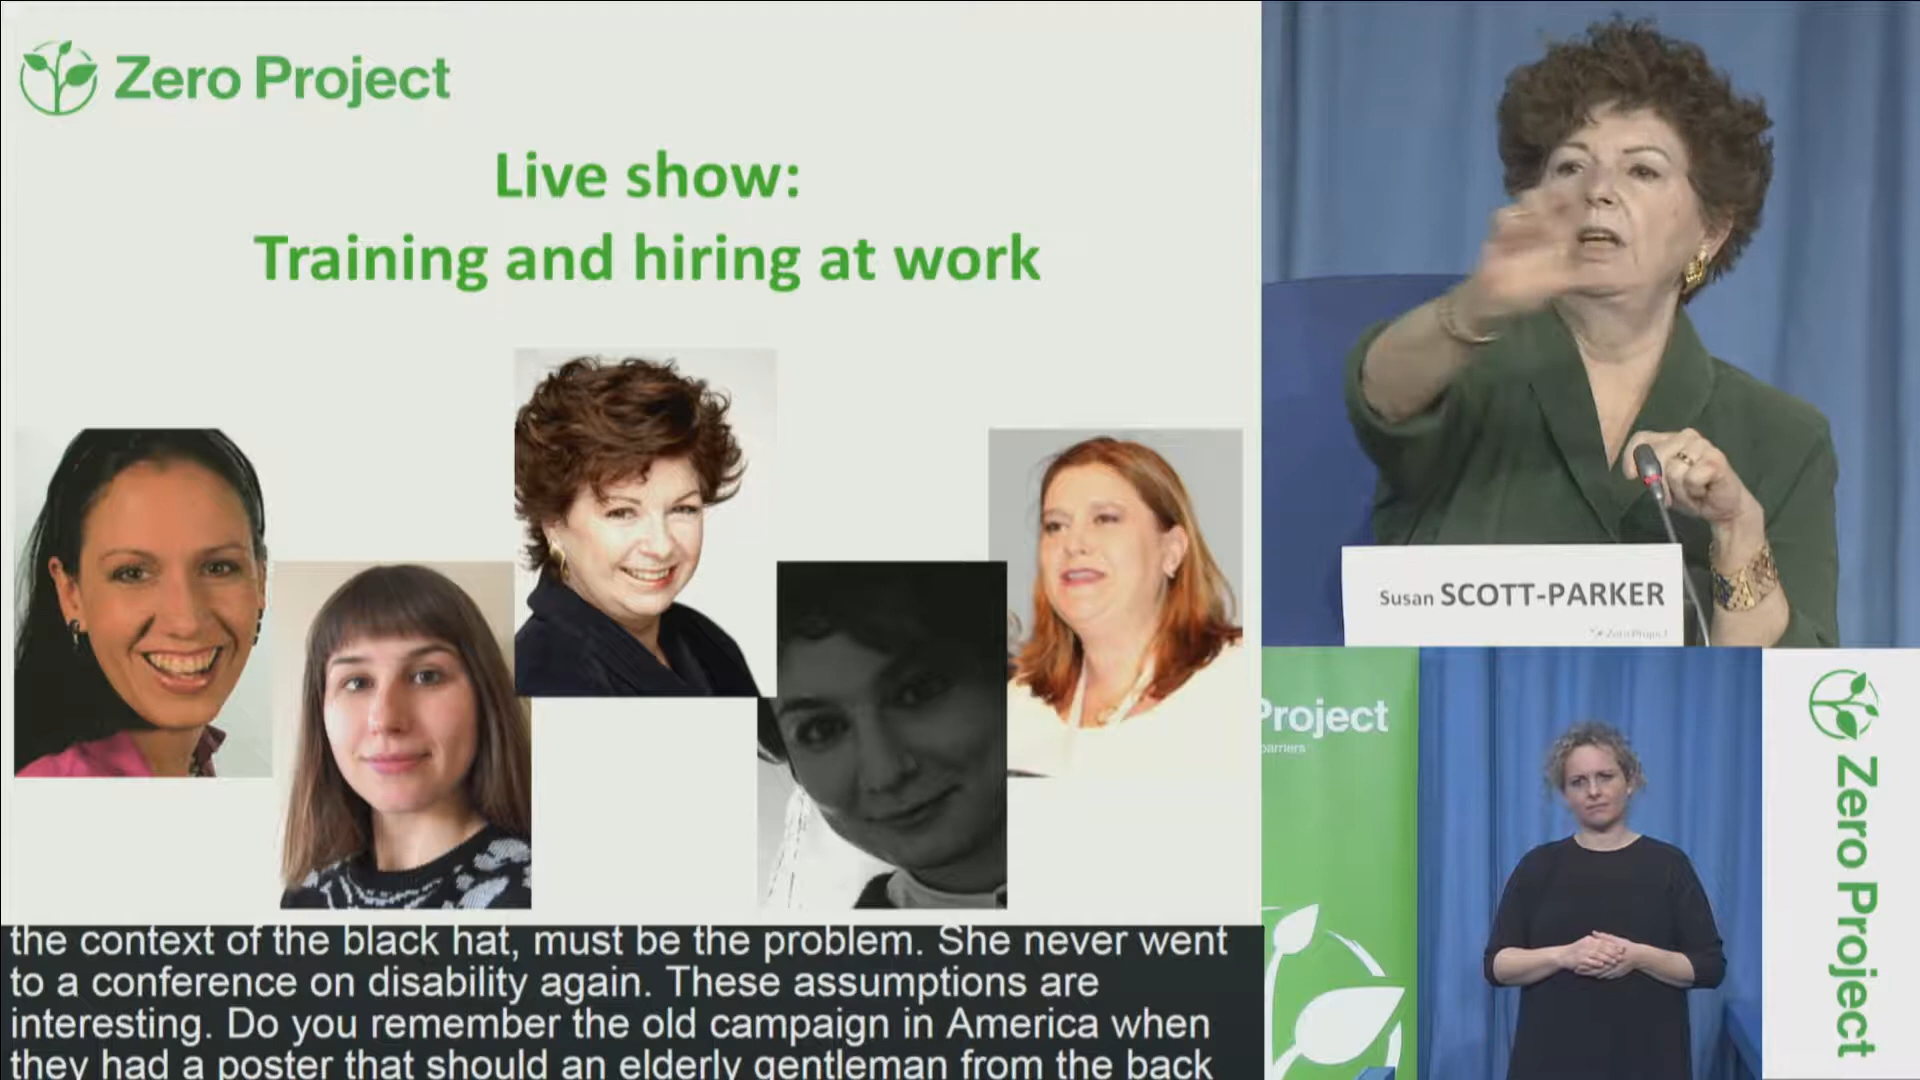 Zero Project
Live show:
Training and hiring at work
the context of the black hat, must be the problem. She never went
to a conference on disability again. These assumptions are
interesting. Do you remember the old campaign in America when
they had a poster that should an elderly gentleman from the back
Susan SCOTT-PARKER
Zero Project
Project
barriers
Zero Project